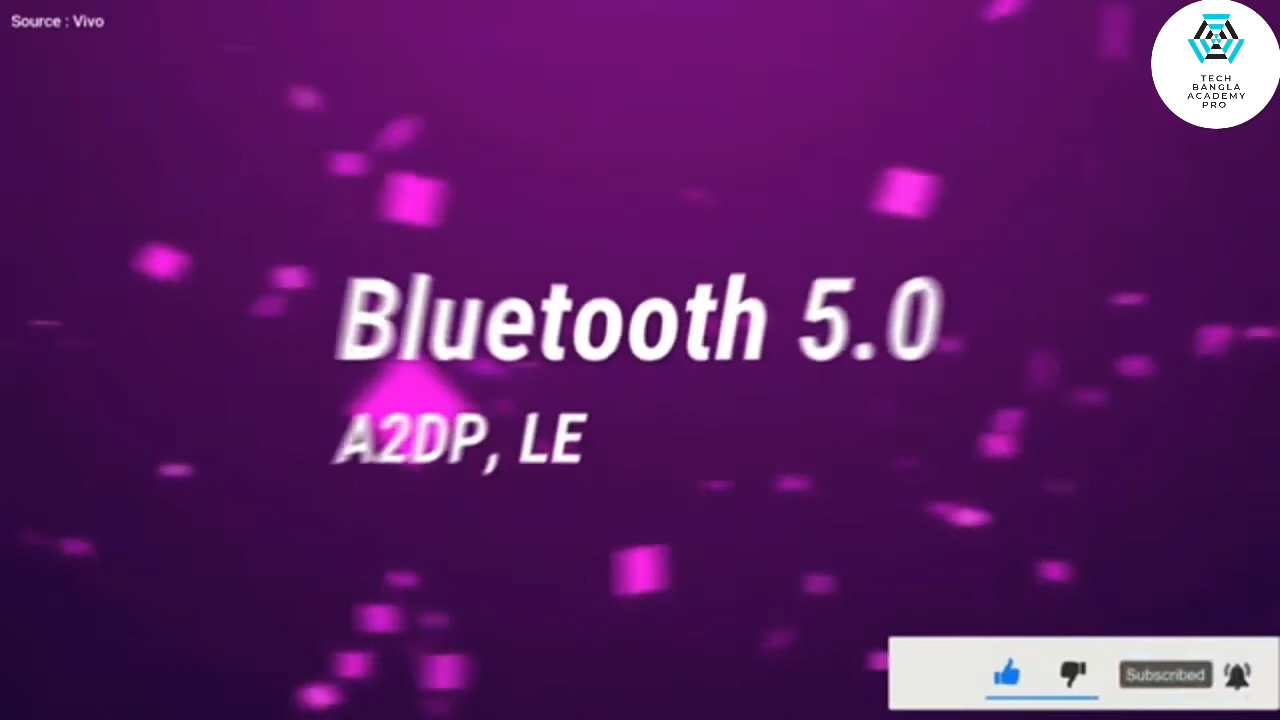 Source : Vivo
TECH
BANGLA
ACADEMY
PRO
Bluetooth 5.0
A2DP, LE
Subscribed